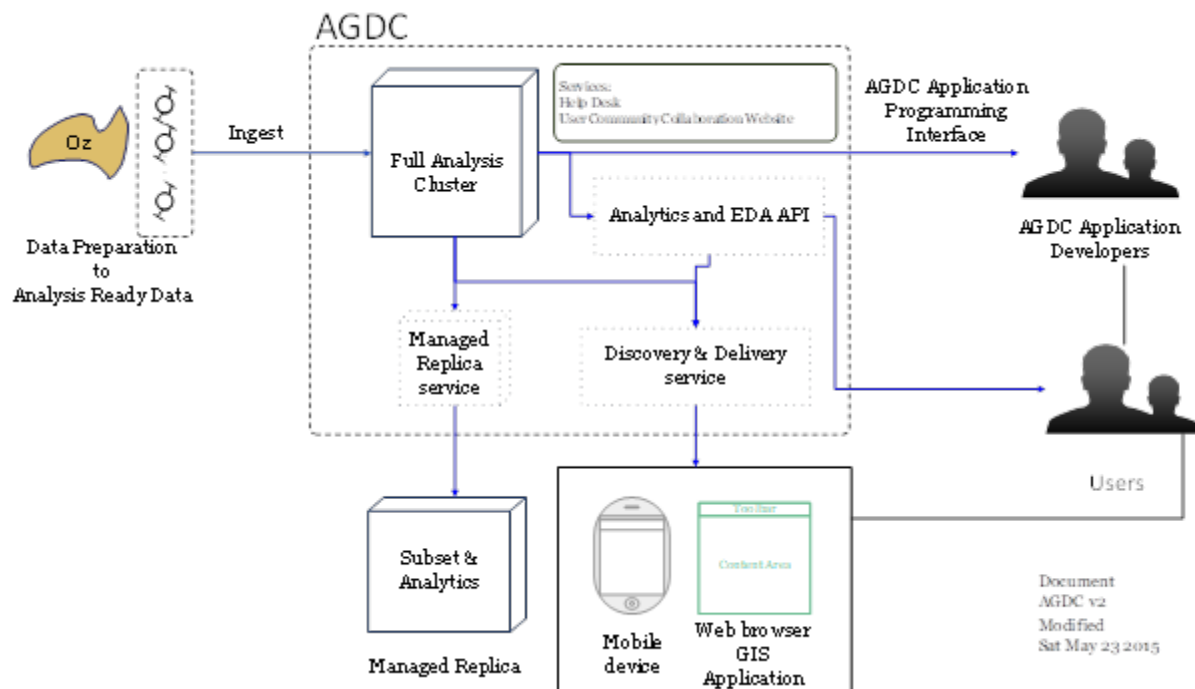 AGDC
Services:
Help Desk
User Community Collaboration Website
AGDC Application
Programming
Interface
Oz
Ingest
Full Analysis
Cluster
Analytics and EDA API
Data Preparation
to
Analysis Ready Data
AGDC Application
Developers
Managed
Replica
service
Discovery & Delivery
service
Users
Subset &
Analytics
Tool Bar
Content Area
Mobile
device
Web browser
GIS
Application
Managed Replica
Document
AGDC v2
Modified
Sat May 23 2015